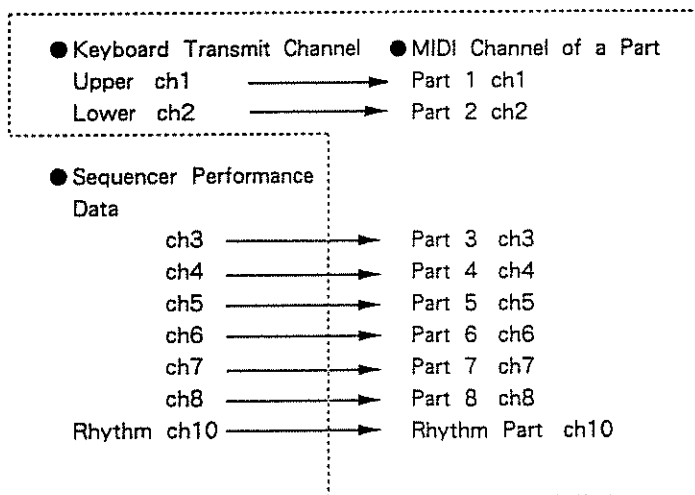 ● Keyboard Transmit Channel ● MIDI Channel of a Part
Upper ch1 Part 1 ch1
Lower ch2 Part 2 ch2
● Sequencer Performance
Data
ch3 Part 3 ch3
ch4 Part 4 ch4
ch5 Part 5 ch5
ch6 Part 6 ch6
ch7 Part 7 ch7
ch8 Part 8 ch8
Rhythm ch10 Rhythm Part ch10